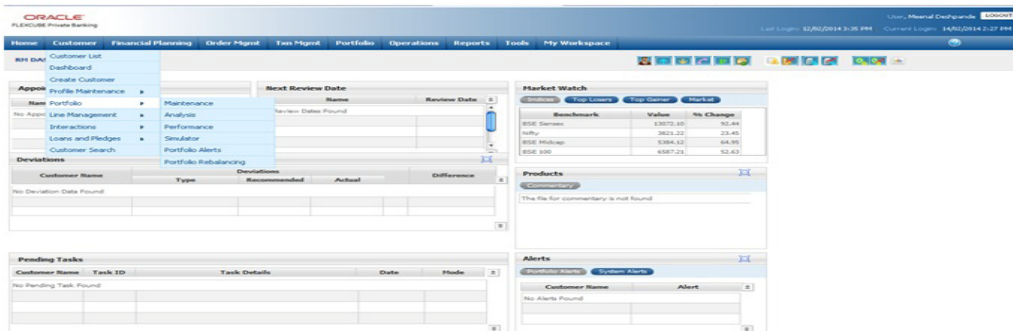 ORACLE
FLEXCUBE Private Banking
User, Meenal Deshpande LOGOUT
Last Login: 12/02/2014 3:35 PM Current Login: 14/02/2014 2:27 PM
Home Customer Financial Planning Order Mgmt Txn Mgmt Portfolio Operations Reports Tools My Workspace
Customer List
Dashboard
Create Customer
Profile Maintenance
Portfolio
Line Management
Interactions
Loans and Pledges
Customer Search
Maintenance
Analysis
Performance
Simulator
Portfolio Alerts
Portfolio Rebalancing
Next Review Date
Name Review Date
Review Dates Found
Market Watch
Indices Top Losers Top Gainer Market
Benchmark Value % Change
BSE Sensex 13072.10 92.44
Nifty 3821.22 23.45
BSE Midcap 5384.12 64.95
BSE 100 6587.21 52.63
Deviations
Customer Name Deviations Difference
Type Recommended Actual
No Deviation Data Found
Products
Commentary
The file for commentary is not found
Pending Tasks
Customer Name Task ID Task Details Date Mode
No Pending Task Found
Alerts
Portfolio Alerts System Alerts
Customer Name Alert
No Alerts Found